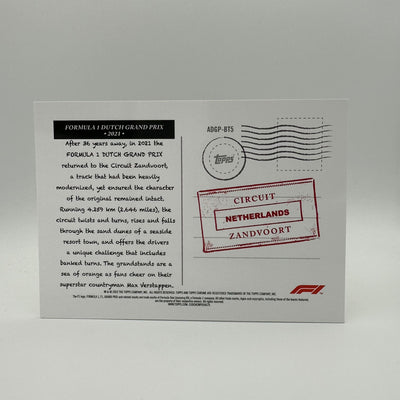 FORMULA 1 DUTCH GRAND PRIX
• 2021 •
After 36 years away, in 2021 the
FORMULA 1 DUTCH GRAND PRIX
returned to the Circuit Zandvoort,
a track that had been heavily
modernized, yet ensured the character
of the original remained intact.
Running 4.259 km (2.646 miles), the
circuit twists and turns, rises and falls
through the sand dunes of a seaside
resort town, and offers the drivers
a unique challenge that includes
banked turns. The grandstands are a
sea of orange as fans cheer on their
superstar countryman Max Verstappen.
ADGP-BTS
Topps
CIRCUIT
NETHERLANDS
ZANDVOORT
F1